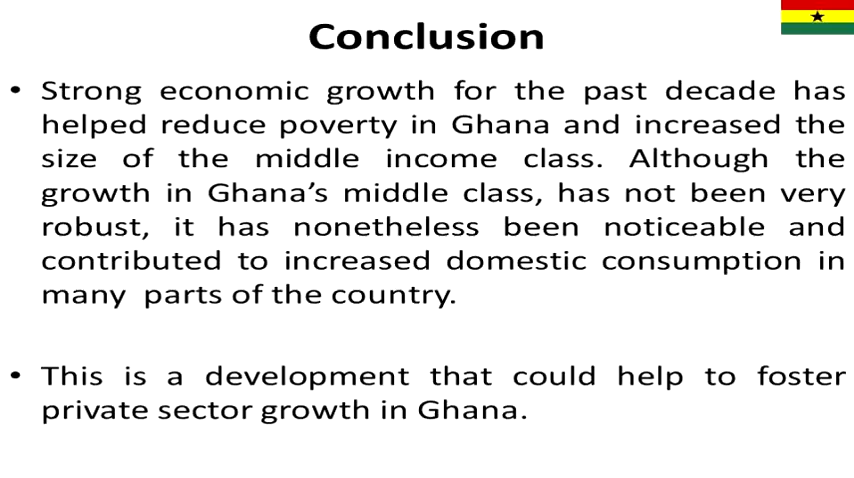 Conclusion
• Strong economic growth for the past decade has
helped reduce poverty in Ghana and increased the
size of the middle income class. Although the
growth in Ghana’s middle class, has not been very
robust, it has nonetheless been noticeable and
contributed to increased domestic consumption in
many  parts of the country.
• This is a development that could help to foster
private sector growth in Ghana.